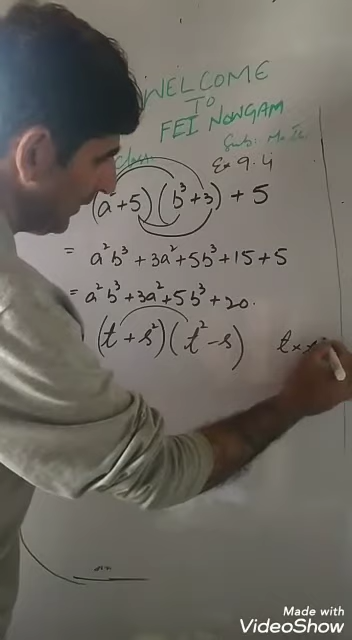 WELCOME
TO
FEI NOWGAM
Class:
Ex 9.4
(a² + 5) (b³ + 3) + 5
= a²b³ + 3a² + 5b³ + 15 + 5
= a²b³ + 3a² + 5b³ + 20.
(t + s²) (t² - s)
t ×
Made with
VideoShow